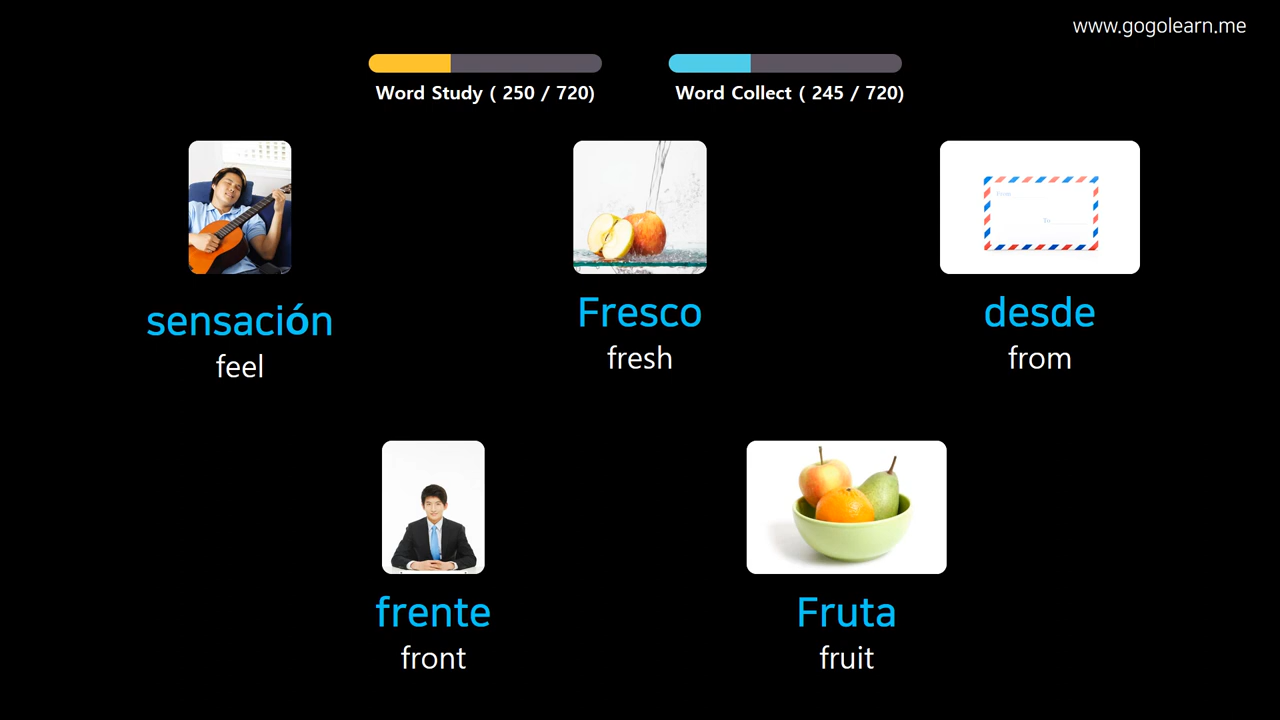 www.gogolearn.me
Word Study ( 250 / 720)
Word Collect ( 245 / 720)
sensación
feel
Fresco
fresh
To
desde
from
frente
front
Fruta
fruit